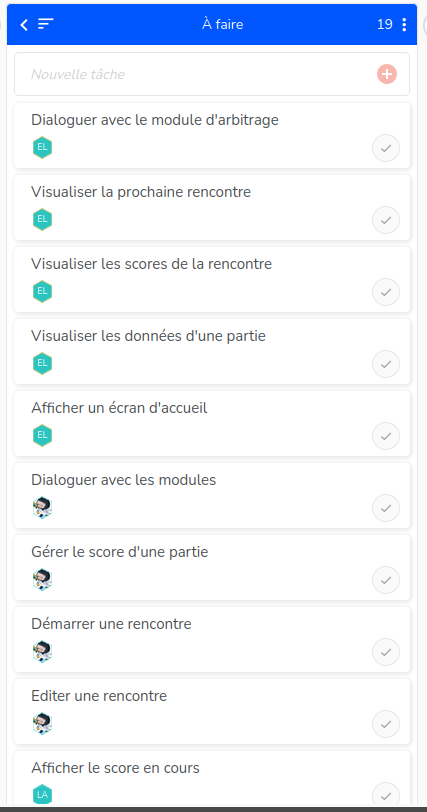 À faire
19
Nouvelle tâche
Dialoguer avec le module d'arbitrage
EL
Visualiser la prochaine rencontre
EL
Visualiser les scores de la rencontre
EL
Visualiser les données d'une partie
EL
Afficher un écran d'accueil
EL
Dialoguer avec les modules
Gérer le score d'une partie
Démarrer une rencontre
Editer une rencontre
Afficher le score en cours
LA